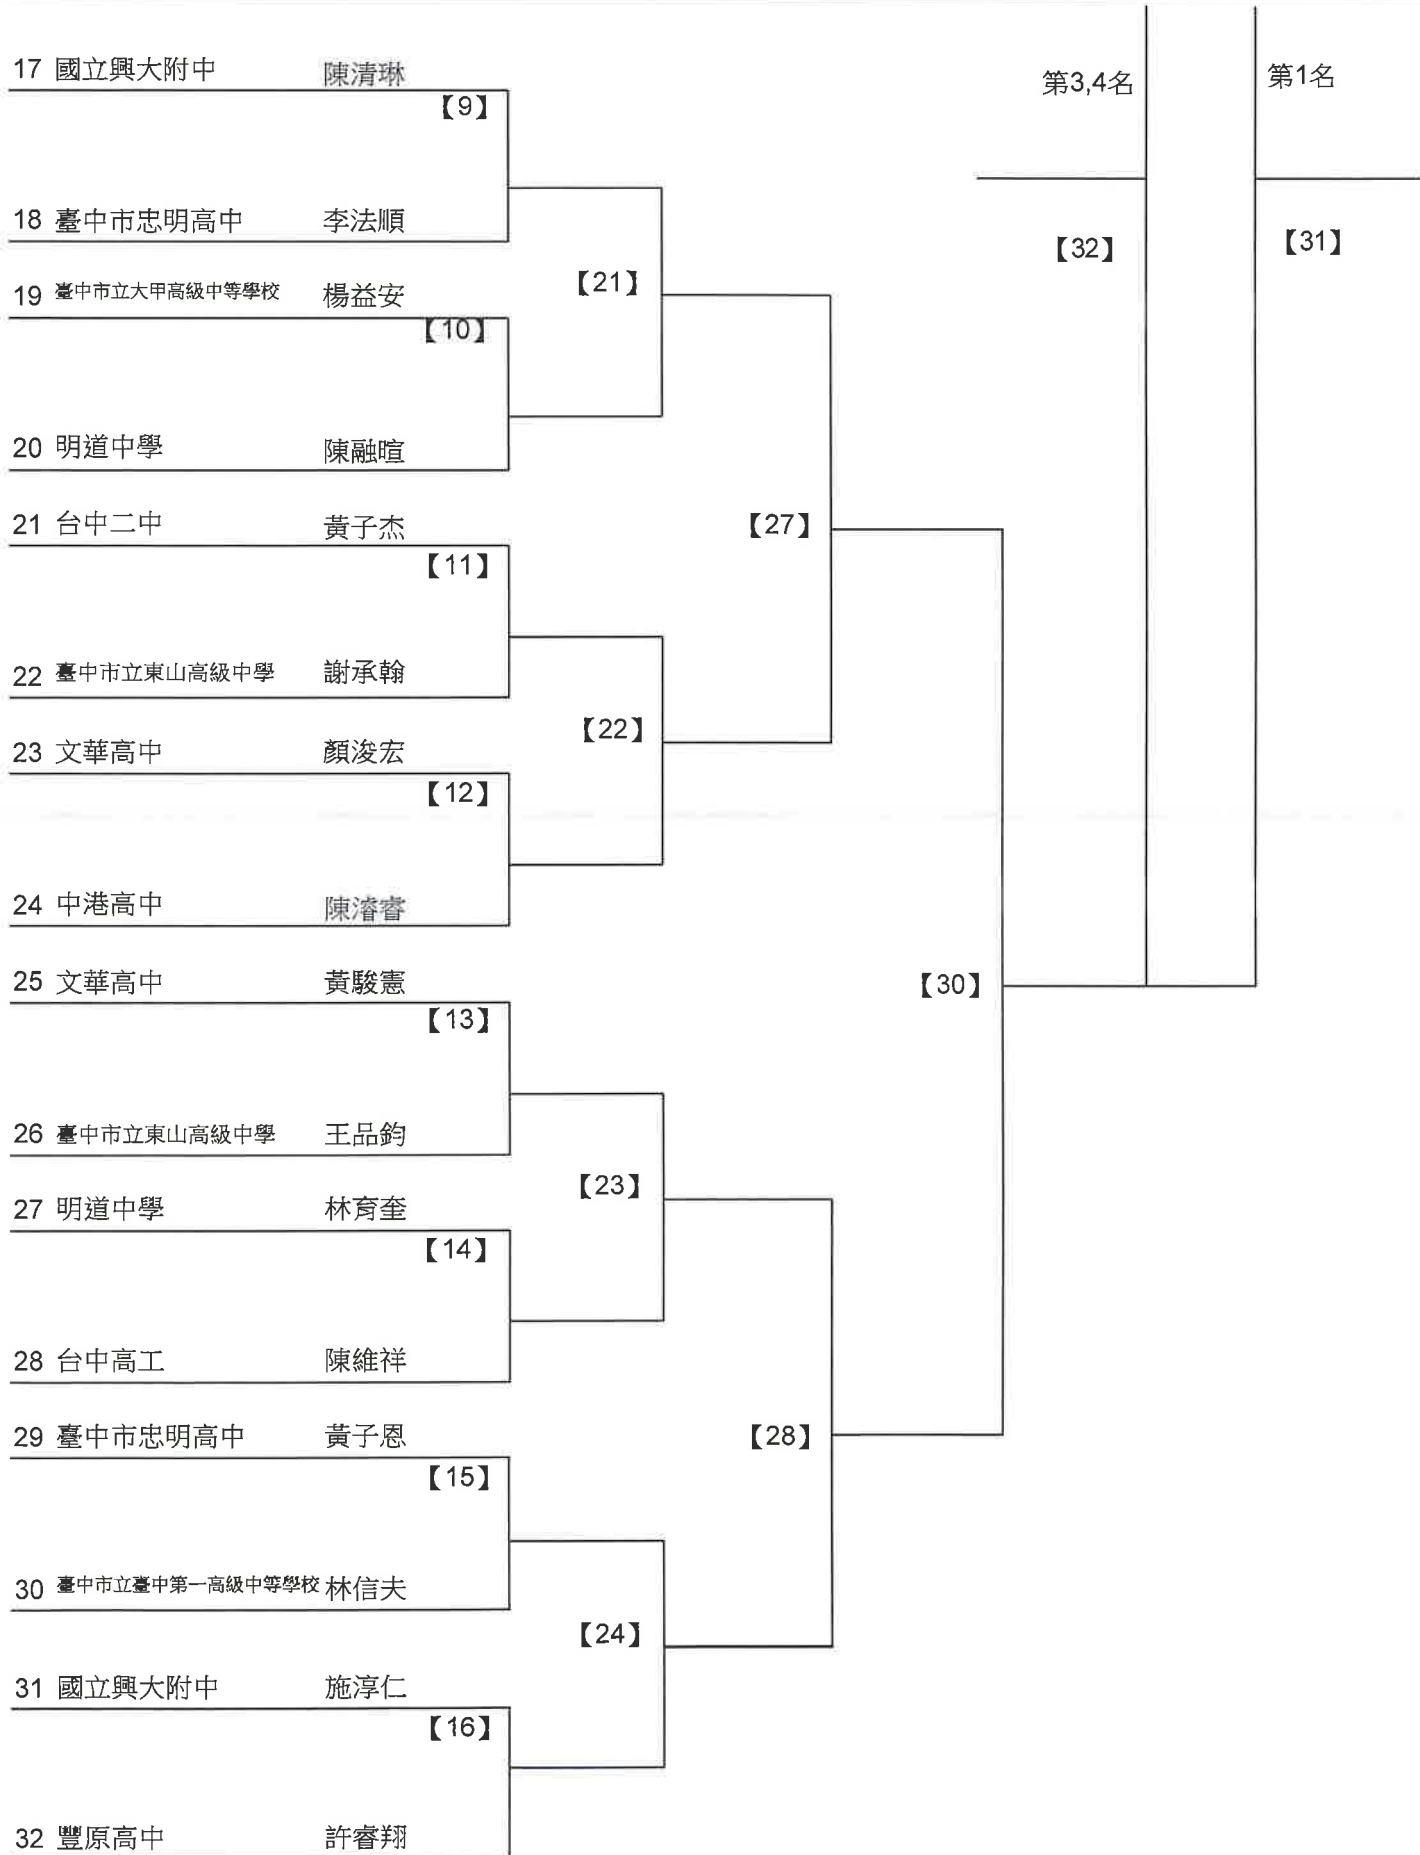 17 國立興大附中 陳清琳
第3,4名 第1名
【9】
18 臺中市忠明高中 李法順
【32】 【31】
19 臺中市立大甲高級中等學校 楊益安
【21】
【10】
20 明道中學 陳融暄
21 台中二中 黃子杰
【27】
【11】
22 臺中市立東山高級中學 謝承翰
【22】
23 文華高中 顏浚宏
【12】
24 中港高中 陳濬睿
25 文華高中 黃駿憲
【30】
【13】
26 臺中市立東山高級中學 王品鈞
【23】
27 明道中學 林育奎
【14】
28 台中高工 陳維祥
29 臺中市忠明高中 黃子恩
【28】
【15】
30 臺中市立臺中第一高級中等學校 林信夫
【24】
31 國立興大附中 施淳仁
【16】
32 豐原高中 許睿翔